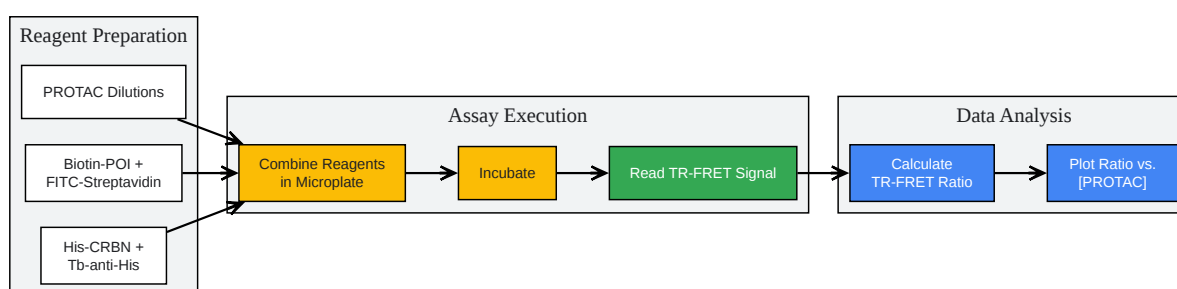 Reagent Preparation
PROTAC Dilutions
Biotin-POI +
FITC-Streptavidin
His-CRBN +
Tb-anti-His
Assay Execution
Combine Reagents
in Microplate
Incubate
Read TR-FRET Signal
Data Analysis
Calculate
TR-FRET Ratio
Plot Ratio vs.
[PROTAC]